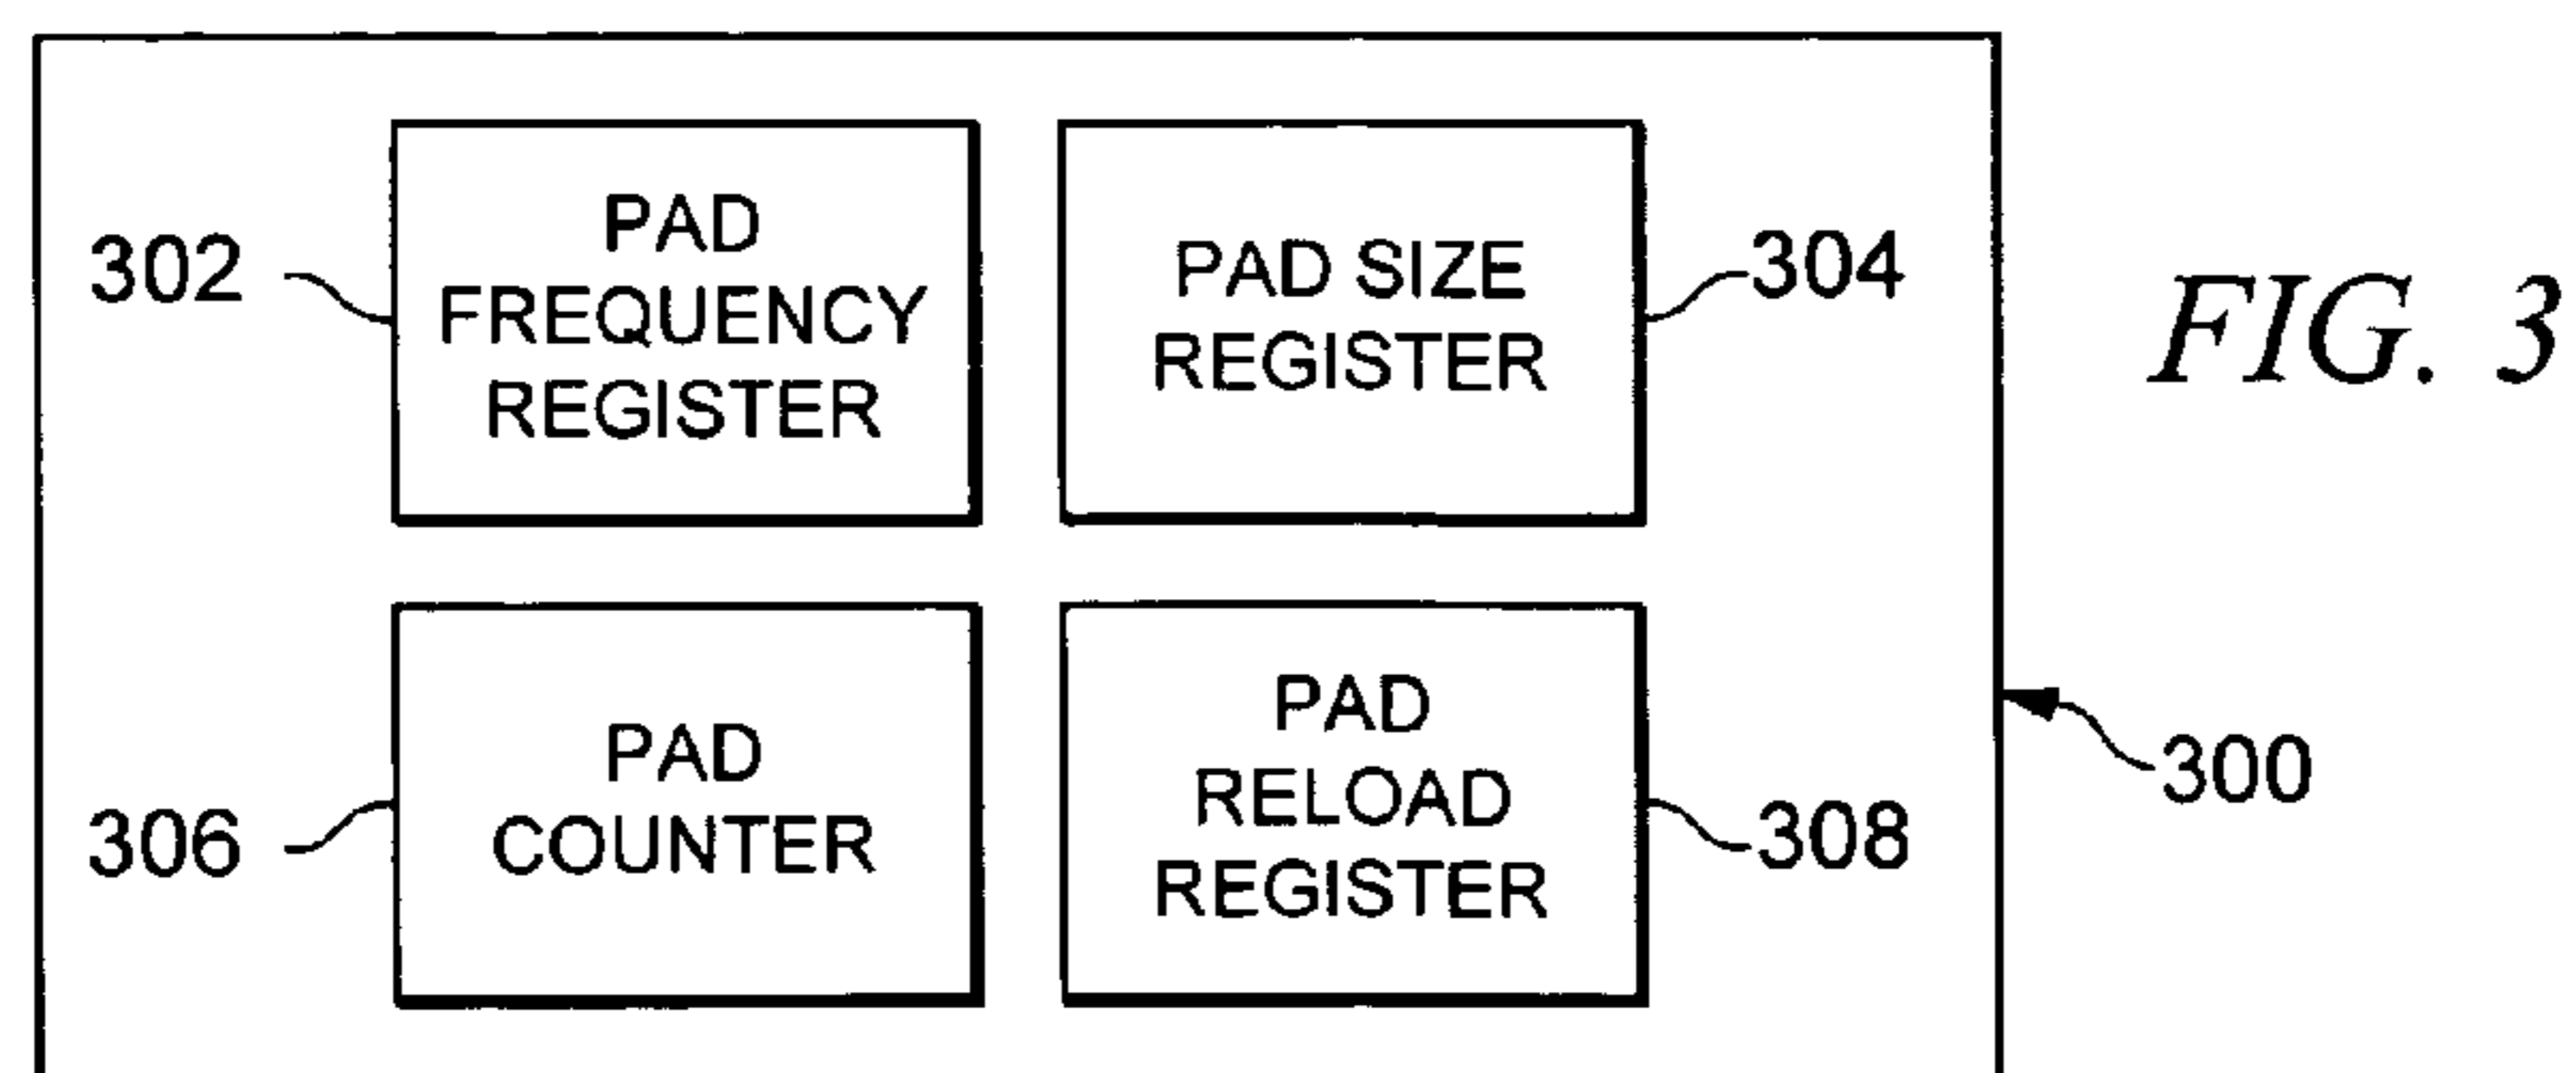 302
PAD
FREQUENCY
REGISTER
PAD SIZE
REGISTER
304
FIG. 3
306
PAD
COUNTER
PAD
RELOAD
REGISTER
308
300